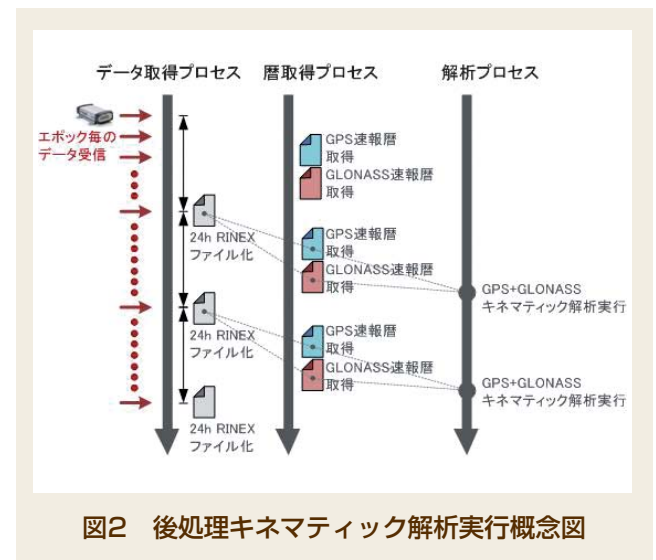 データ取得プロセス
暦取得プロセス
解析プロセス
エポック毎の
データ受信
GPS速報暦
取得
GLONASS速報暦
取得
24h RINEX
ファイル化
GPS速報暦
取得
GLONASS速報暦
取得
GPS+GLONASS
キネマティック解析実行
24h RINEX
ファイル化
GPS速報暦
取得
GLONASS速報暦
取得
GPS+GLONASS
キネマティック解析実行
24h RINEX
ファイル化
図2 後処理キネマティック解析実行概念図